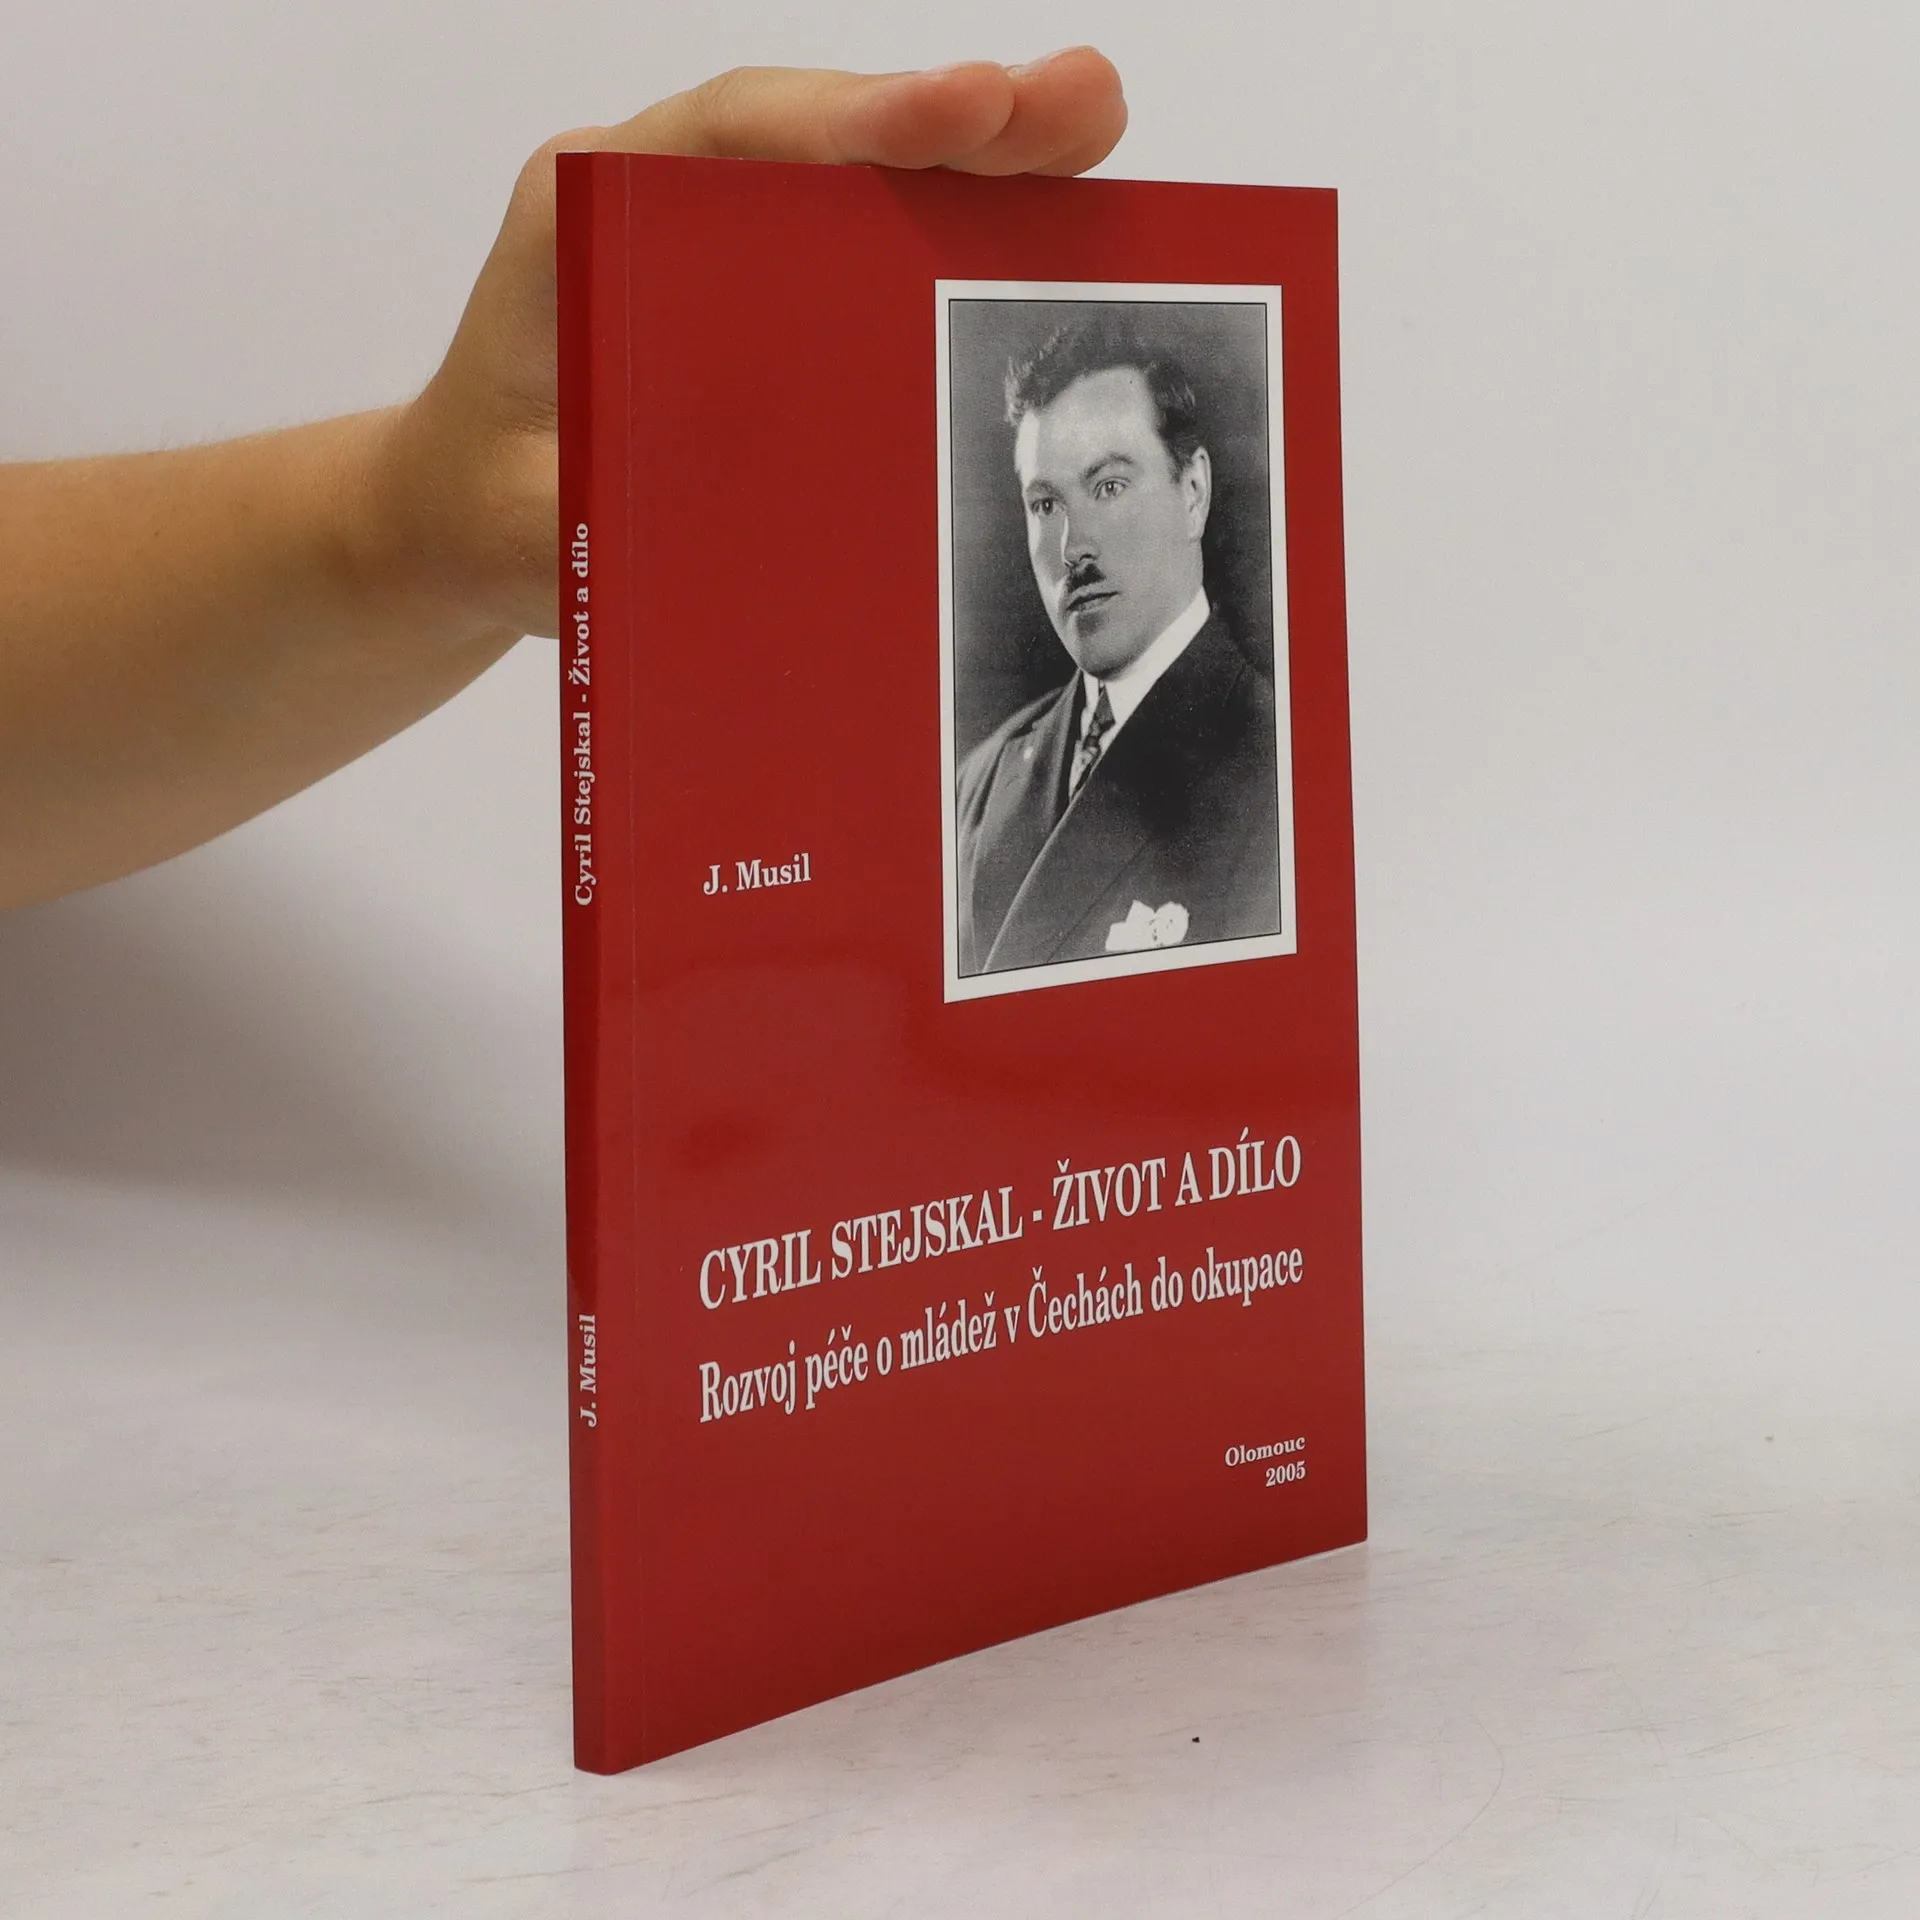 Cyril Stejskal - Život a dílo
J. Musil
J. Musil
CYRIL STEJSKAL - ŽIVOT A DÍLO
Rozvoj péče o mládež v Čechách do okupace
Olomouc
2005